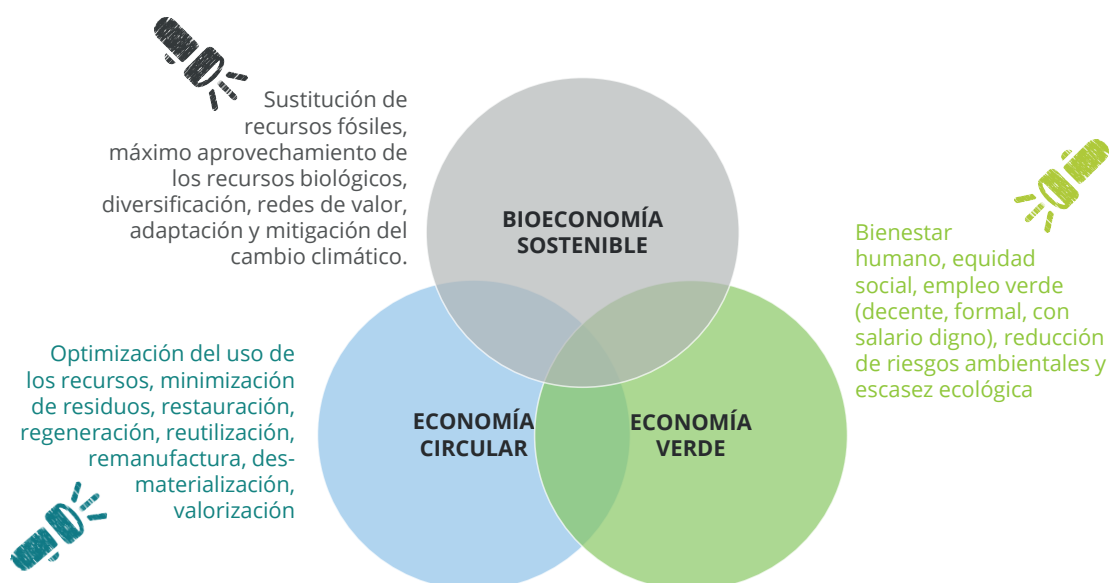 Sustitución de
recursos fósiles,
máximo aprovechamiento de
los recursos biológicos,
diversificación, redes de valor,
adaptación y mitigación del
cambio climático.
BIOECONOMÍA
SOSTENIBLE
Bienestar
humano, equidad
social, empleo verde
(decente, formal, con
salario digno), reducción
de riesgos ambientales y
escasez ecológica
Optimización del uso de
los recursos, minimización
de residuos, restauración,
regeneración, reutilización,
remanufactura, des-
materialización,
valorización
ECONOMÍA
CIRCULAR
ECONOMÍA
VERDE